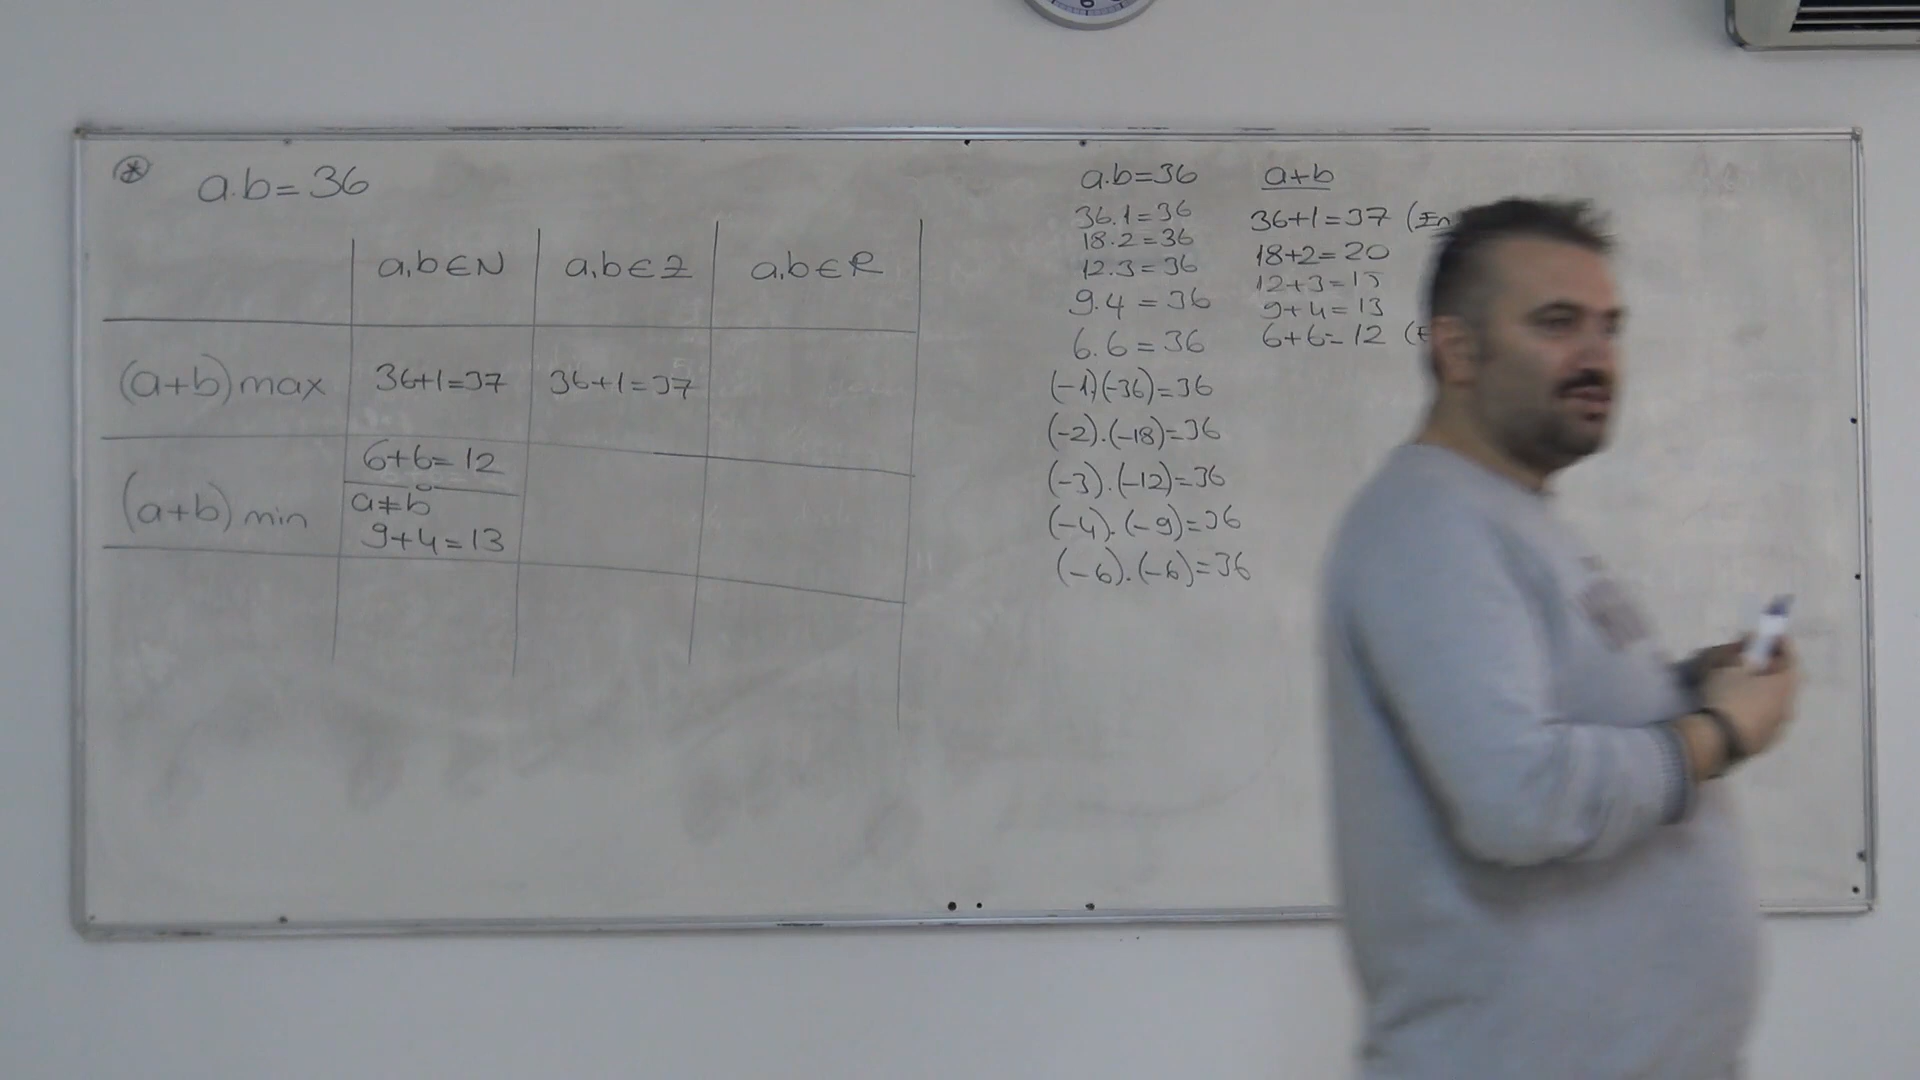 a.b=36
a,b∈N a,b∈Z a,b∈R
(a+b) max 36+1=37 36+1=37
(a+b) min 6+6=12
a≠b
9+4=13
a.b=36 a+b
36.1=36 36+1=37
18.2=36 18+2=20
12.3=36 12+3=15
9.4=36 9+4=13
6.6=36 6+6=12
(-1)(-36)=36
(-2).(-18)=36
(-3).(-12)=36
(-4).(-9)=36
(-6).(-6)=36